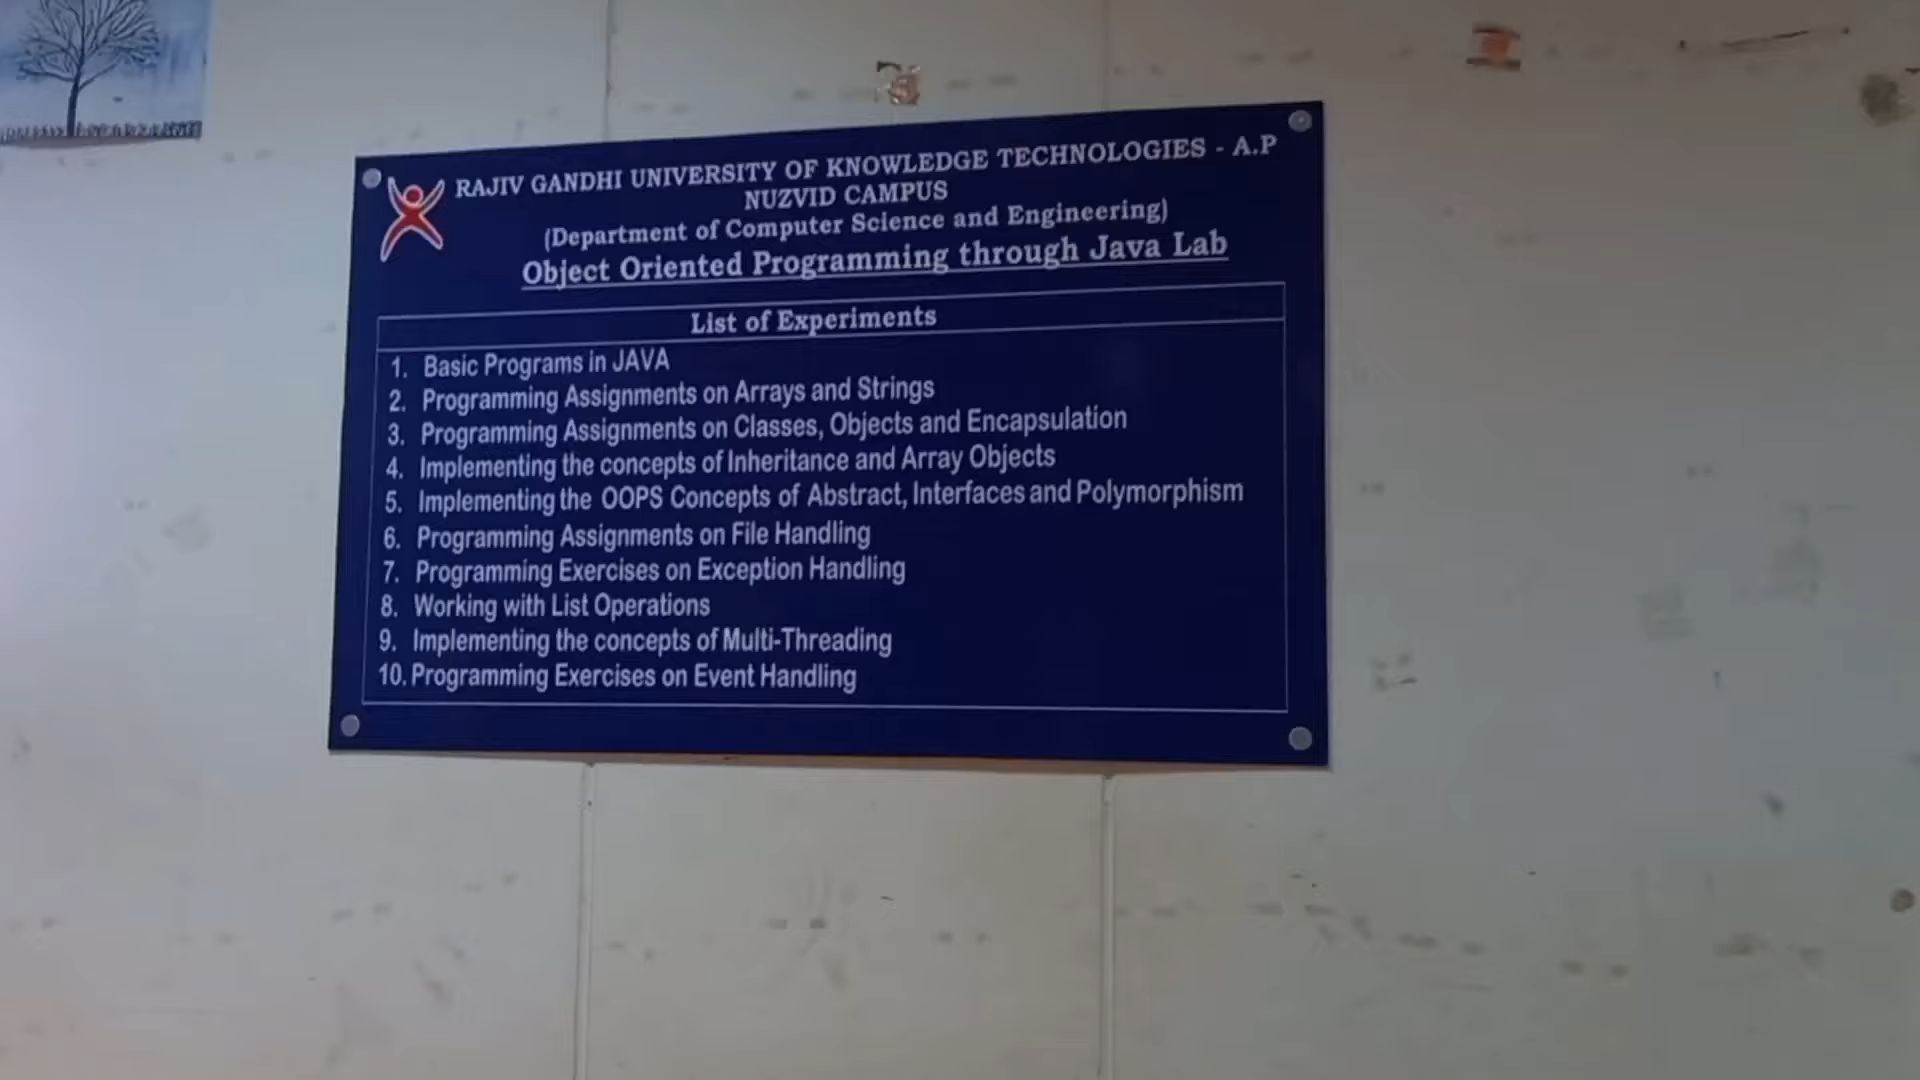 RAJIV GANDHI UNIVERSITY OF KNOWLEDGE TECHNOLOGIES - A.P
NUZVID CAMPUS
(Department of Computer Science and Engineering)
Object Oriented Programming through Java Lab
List of Experiments
1. Basic Programs in JAVA
2. Programming Assignments on Arrays and Strings
3. Programming Assignments on Classes, Objects and Encapsulation
4. Implementing the concepts of Inheritance and Array Objects
5. Implementing the OOPS Concepts of Abstract, Interfaces and Polymorphism
6. Programming Assignments on File Handling
7. Programming Exercises on Exception Handling
8. Working with List Operations
9. Implementing the concepts of Multi-Threading
10. Programming Exercises on Event Handling